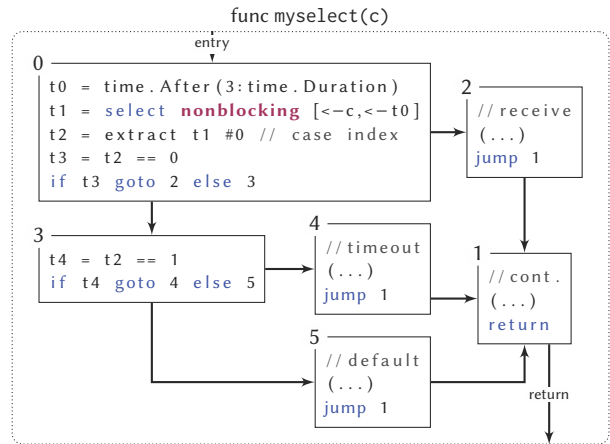 func myselect(c)
entry
0
t0 = time.After(3:time.Duration)
t1 = select nonblocking [<-c,<-t0]
t2 = extract t1 #0 // case index
t3 = t2 == 0
if t3 goto 2 else 3
2
//receive
(...)
jump 1
3
t4 = t2 == 1
if t4 goto 4 else 5
4
//timeout
(...)
jump 1
1
//cont.
(...)
return
5
//default
(...)
jump 1
return